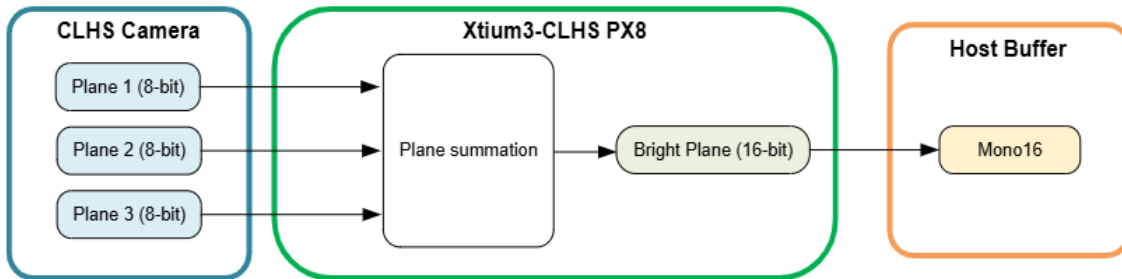 CLHS Camera
Xtium3-CLHS PX8
Host Buffer
Plane 1 (8-bit)
Plane 2 (8-bit)
Plane 3 (8-bit)
Plane summation
Bright Plane (16-bit)
Mono16